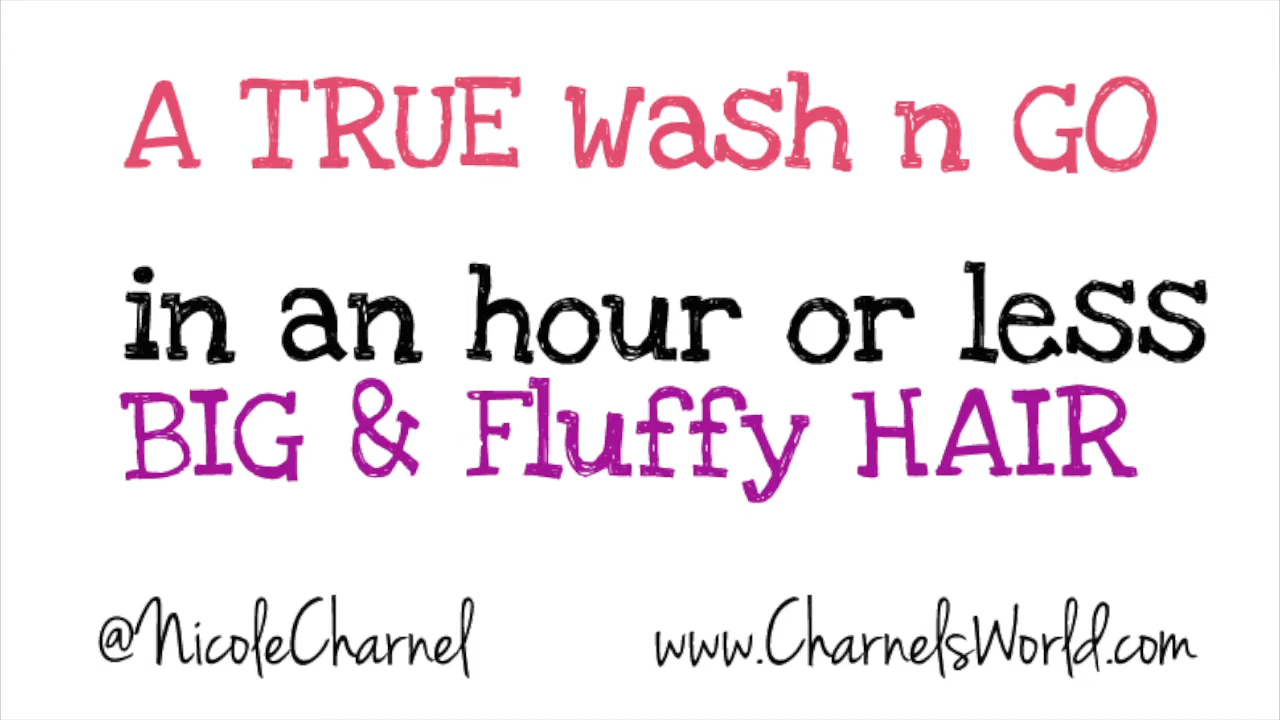 A TRUE Wash n GO
in an hour or less
BIG & Fluffy HAIR
@NicoleCharnel www.CharnelsWorld.com